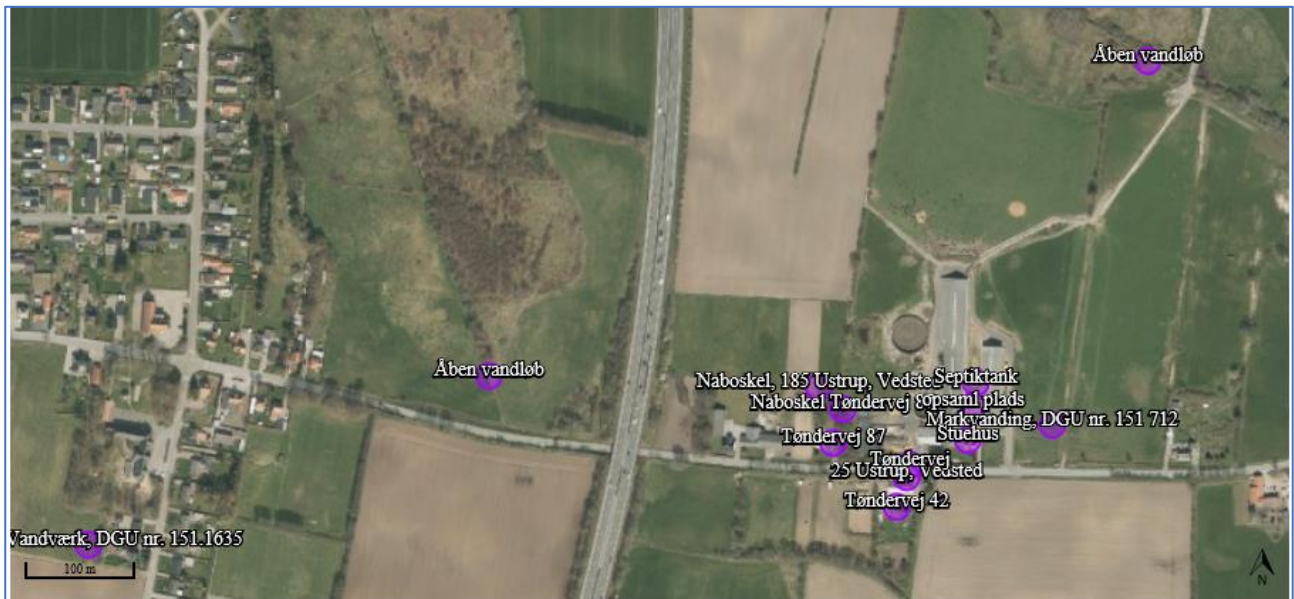 Åben vandløb
Åben vandløb
Naboskel, 185 Ustrup, Vedsted
Septiktank
Naboskel Tøndervej 87
opsaml plads
Markvanding, DGU nr. 151 712
Tøndervej 87
Stuehus
Tøndervej
25 Ustrup, Vedsted
Tøndervej 42
Vandværk, DGU nr. 151.1635
100 m
N